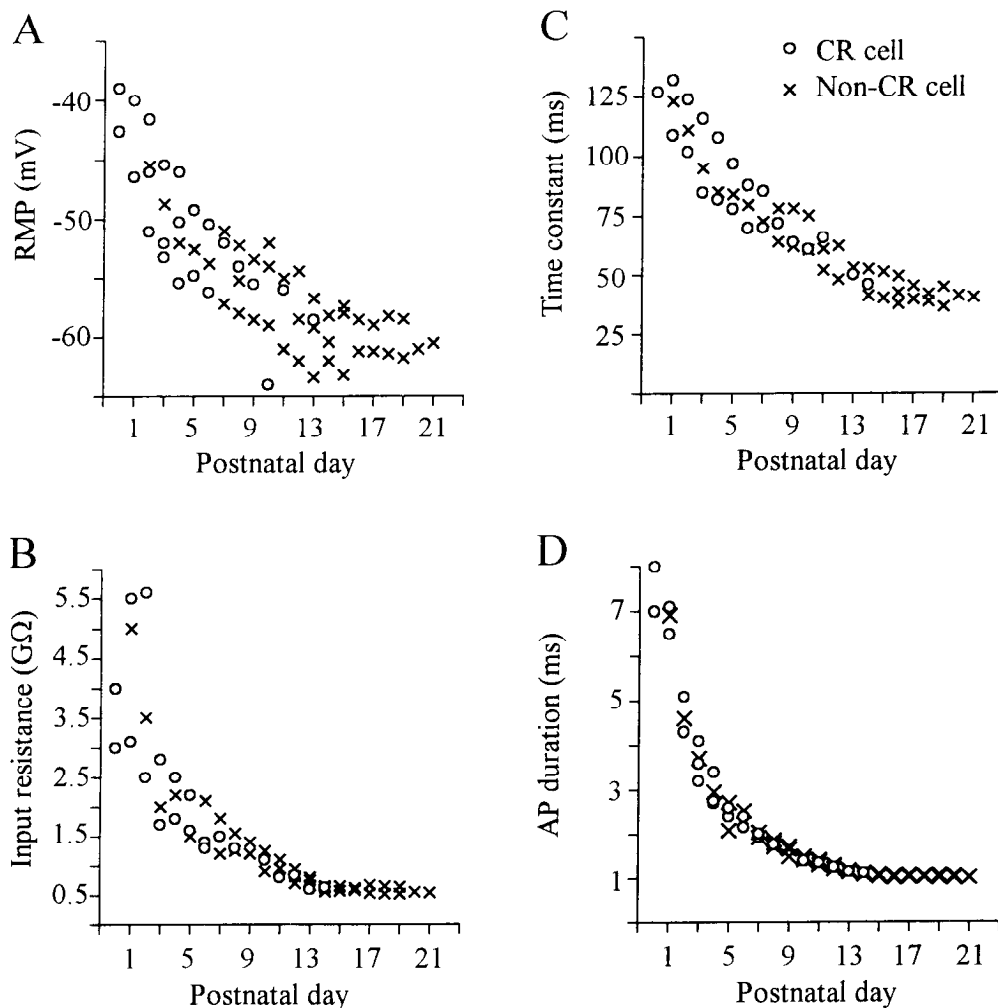 A
RMP (mV)
-40
-50
-60
1 5 9 13 17 21
Postnatal day
C
CR cell
Non-CR cell
Time constant (ms)
125
100
75
50
25
1 5 9 13 17 21
Postnatal day
B
Input resistance (GΩ)
5.5
4.5
3.5
2.5
1.5
0.5
1 5 9 13 17 21
Postnatal day
D
AP duration (ms)
7
5
3
1
1 5 9 13 17 21
Postnatal day